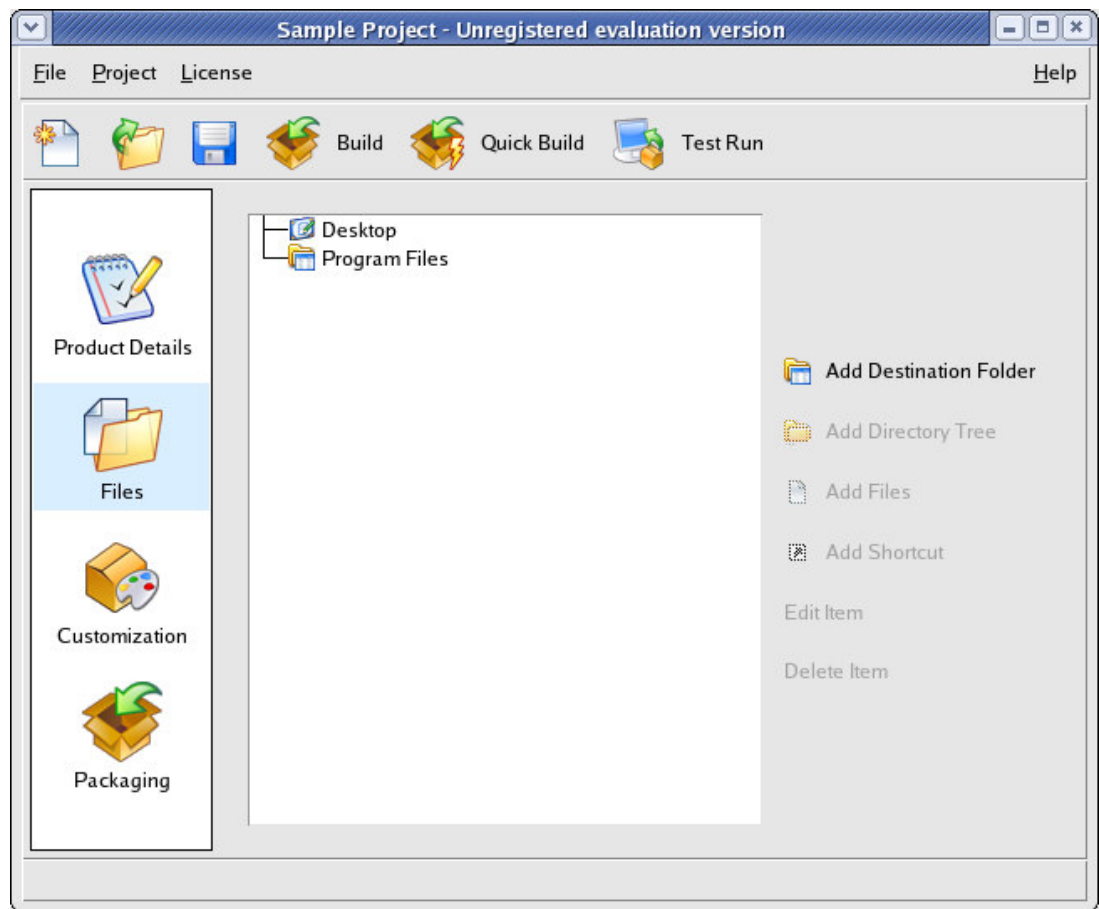 Sample Project - Unregistered evaluation version
File Project License Help
Build Quick Build Test Run
Desktop
Program Files
Product Details
Files
Customization
Packaging
Add Destination Folder
Add Directory Tree
Add Files
Add Shortcut
Edit Item
Delete Item